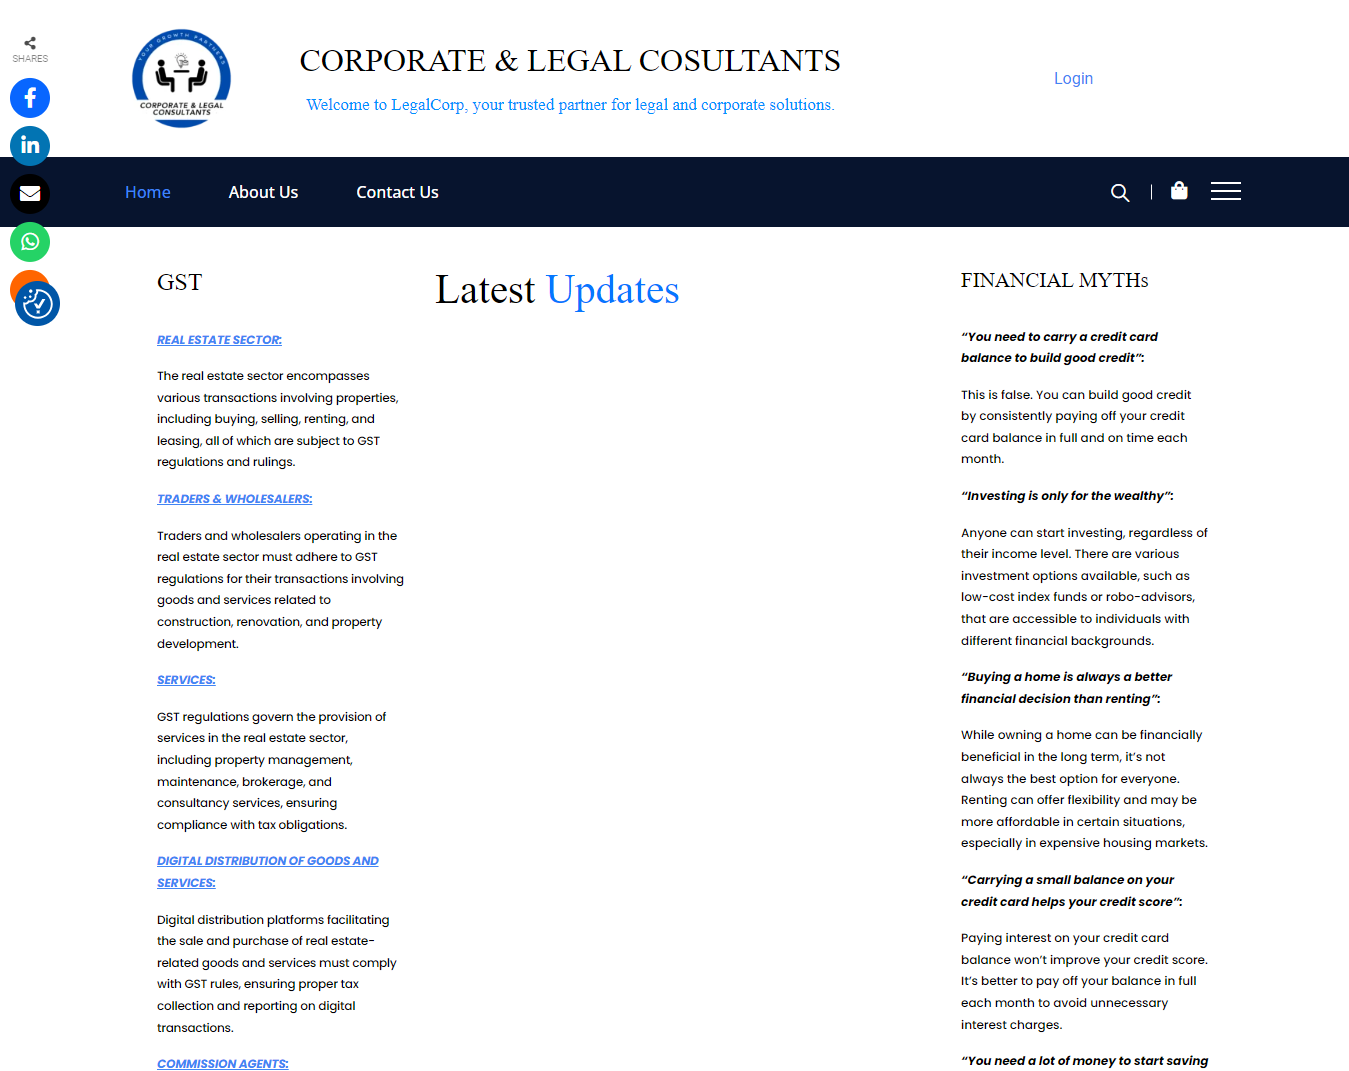 SHARES
YOUR GROWTH PARTNERS
CORPORATE & LEGAL
CONSULTANTS
CORPORATE & LEGAL COSULTANTS
Welcome to LegalCorp, your trusted partner for legal and corporate solutions.
Login
Home
About Us
Contact Us
GST
REAL ESTATE SECTOR:
The real estate sector encompasses
various transactions involving properties,
including buying, selling, renting, and
leasing, all of which are subject to GST
regulations and rulings.
TRADERS & WHOLESALERS:
Traders and wholesalers operating in the
real estate sector must adhere to GST
regulations for their transactions involving
goods and services related to
construction, renovation, and property
development.
SERVICES:
GST regulations govern the provision of
services in the real estate sector,
including property management,
maintenance, brokerage, and
consultancy services, ensuring
compliance with tax obligations.
DIGITAL DISTRIBUTION OF GOODS AND
SERVICES:
Digital distribution platforms facilitating
the sale and purchase of real estate-
related goods and services must comply
with GST rules, ensuring proper tax
collection and reporting on digital
transactions.
COMMISSION AGENTS:
Latest Updates
FINANCIAL MYTHs
“You need to carry a credit card
balance to build good credit”:
This is false. You can build good credit
by consistently paying off your credit
card balance in full and on time each
month.
“Investing is only for the wealthy”:
Anyone can start investing, regardless of
their income level. There are various
investment options available, such as
low-cost index funds or robo-advisors,
that are accessible to individuals with
different financial backgrounds.
“Buying a home is always a better
financial decision than renting”:
While owning a home can be financially
beneficial in the long term, it’s not
always the best option for everyone.
Renting can offer flexibility and may be
more affordable in certain situations,
especially in expensive housing markets.
“Carrying a small balance on your
credit card helps your credit score”:
Paying interest on your credit card
balance won’t improve your credit score.
It’s better to pay off your balance in full
each month to avoid unnecessary
interest charges.
“You need a lot of money to start saving